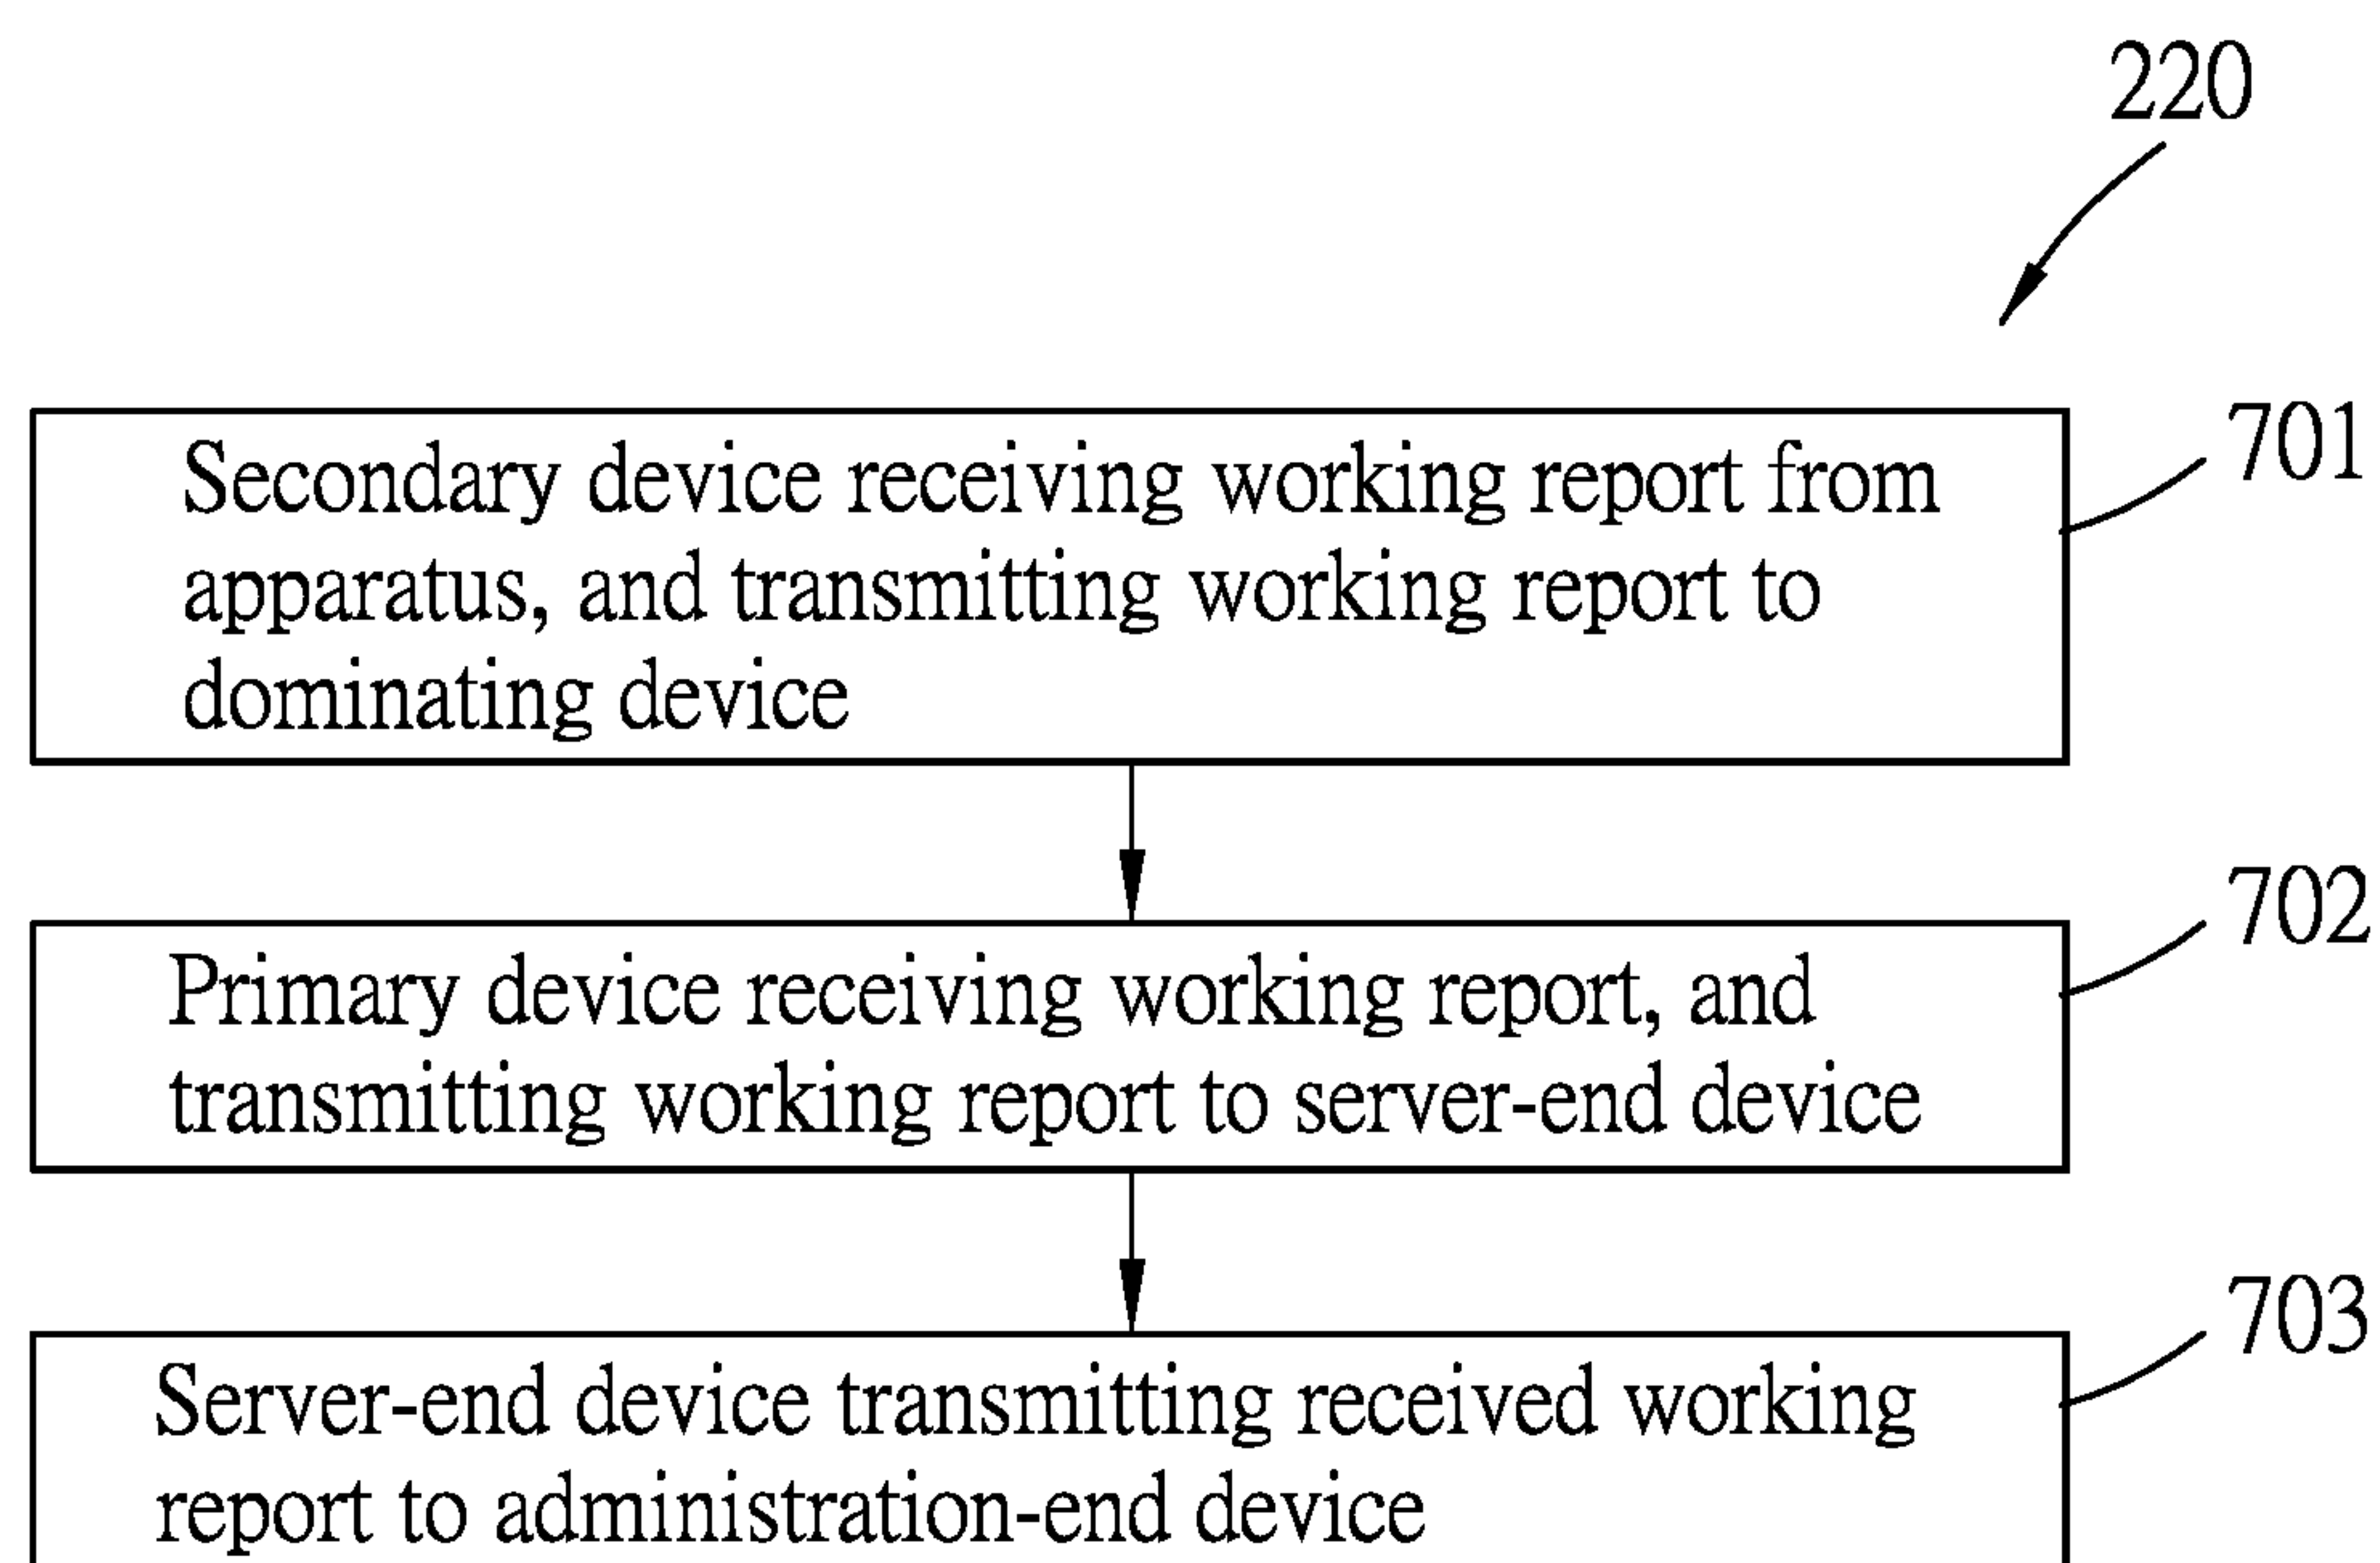 220
701
Secondary device receiving working report from
apparatus, and transmitting working report to
dominating device
702
Primary device receiving working report, and
transmitting working report to server-end device
703
Server-end device transmitting received working
report to administration-end device